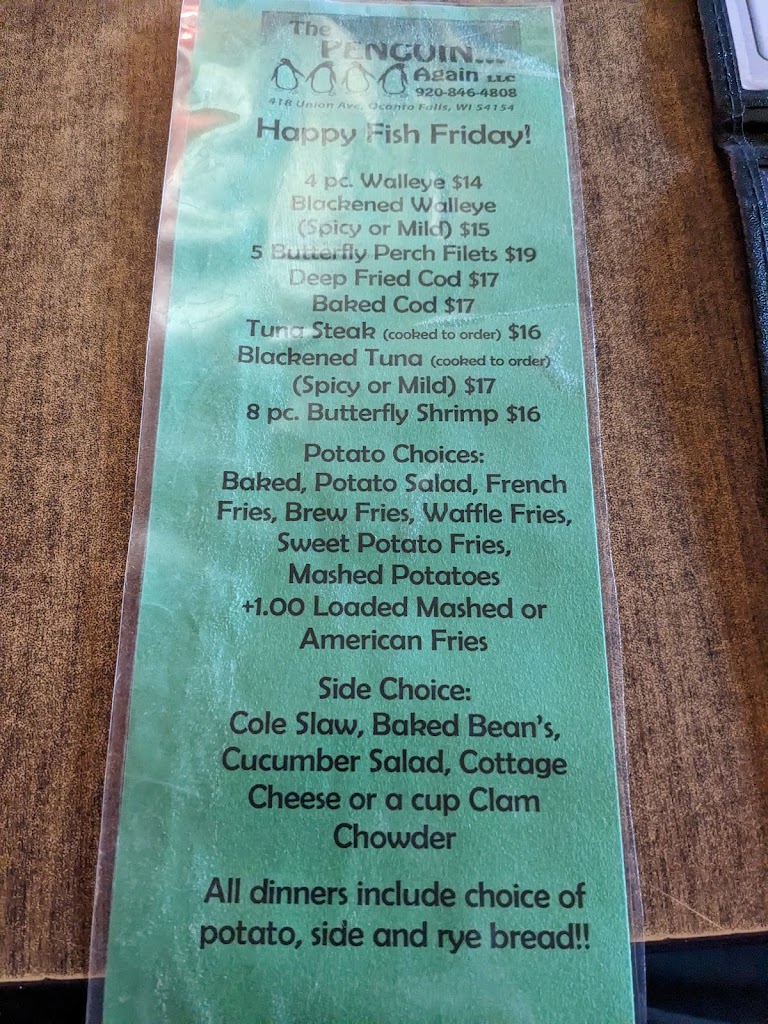 The
PENGUIN...
Again LLC
920-846-4808
418 Union Ave, Oconto Falls, WI 54154
Happy Fish Friday!
4 pc. Walleye $14
Blackened Walleye
(Spicy or Mild) $15
5 Butterfly Perch Filets $19
Deep Fried Cod $17
Baked Cod $17
Tuna Steak (cooked to order) $16
Blackened Tuna (cooked to order)
(Spicy or Mild) $17
8 pc. Butterfly Shrimp $16
Potato Choices:
Baked, Potato Salad, French
Fries, Brew Fries, Waffle Fries,
Sweet Potato Fries,
Mashed Potatoes
+1.00 Loaded Mashed or
American Fries
Side Choice:
Cole Slaw, Baked Bean's,
Cucumber Salad, Cottage
Cheese or a cup Clam
Chowder
All dinners include choice of
potato, side and rye bread!!